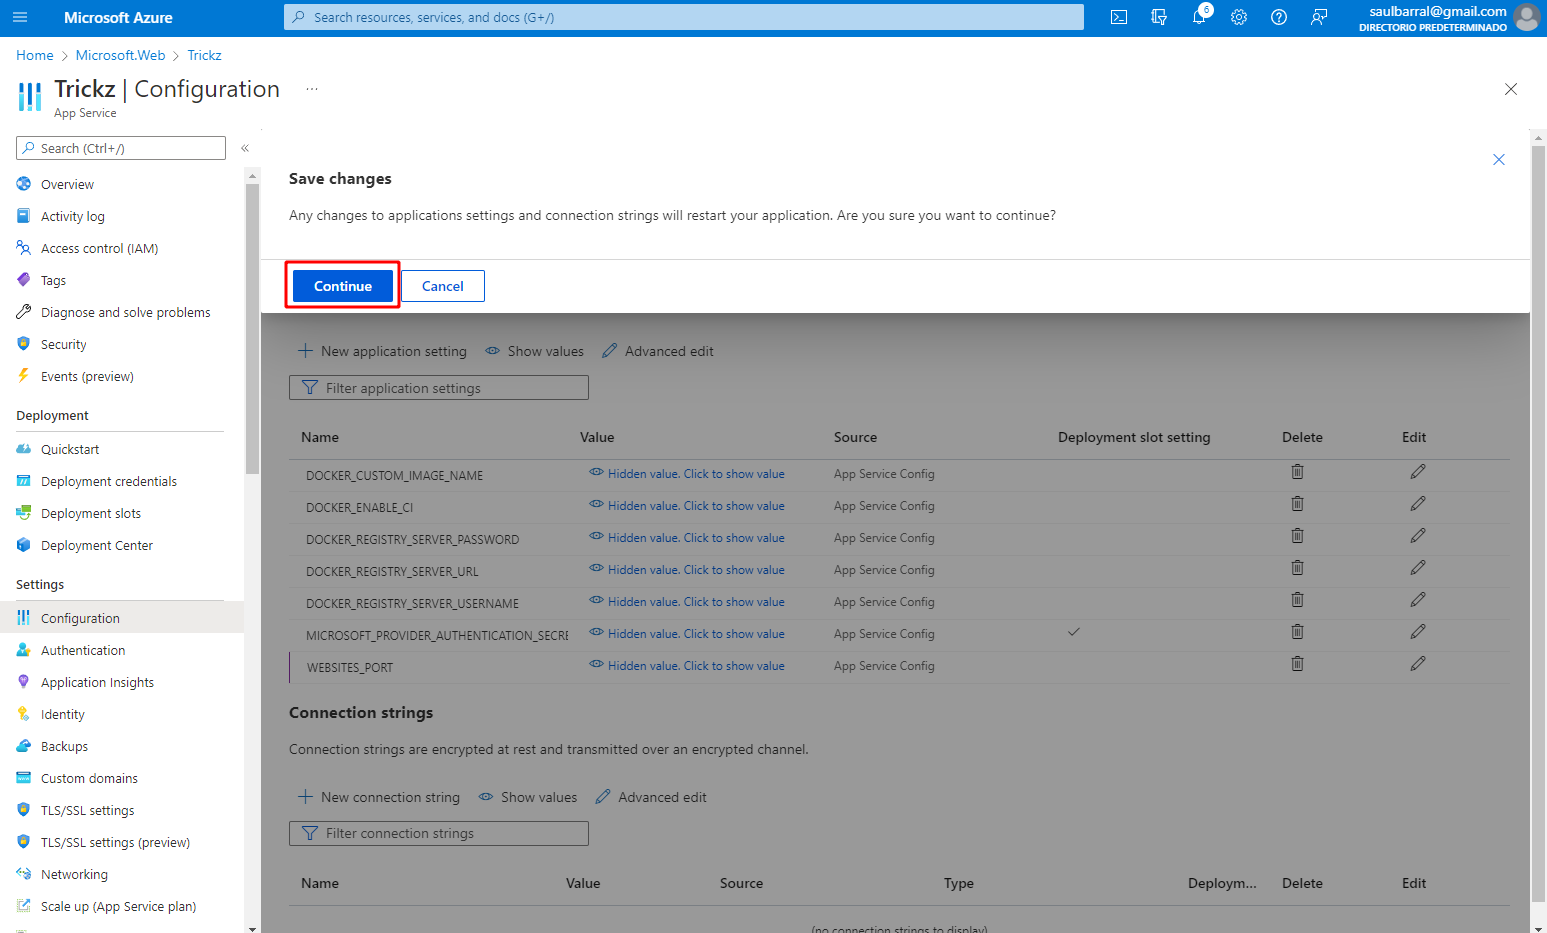 Microsoft Azure
Search resources, services, and docs (G+/)
6
saulbarral@gmail.com
DIRECTORIO PREDETERMINADO
Home > Microsoft.Web > Trickz
Trickz | Configuration ...
App Service
Search (Ctrl+/)
«
Overview
Activity log
Access control (IAM)
Tags
Diagnose and solve problems
Security
Events (preview)
Deployment
Quickstart
Deployment credentials
Deployment slots
Deployment Center
Settings
Configuration
Authentication
Application Insights
Identity
Backups
Custom domains
TLS/SSL settings
TLS/SSL settings (preview)
Networking
Scale up (App Service plan)
Save changes
Any changes to applications settings and connection strings will restart your application. Are you sure you want to continue?
Continue Cancel
New application setting Show values Advanced edit
Filter application settings
Name Value Source Deployment slot setting Delete Edit
DOCKER_CUSTOM_IMAGE_NAME Hidden value. Click to show value App Service Config
DOCKER_ENABLE_CI Hidden value. Click to show value App Service Config
DOCKER_REGISTRY_SERVER_PASSWORD Hidden value. Click to show value App Service Config
DOCKER_REGISTRY_SERVER_URL Hidden value. Click to show value App Service Config
DOCKER_REGISTRY_SERVER_USERNAME Hidden value. Click to show value App Service Config
MICROSOFT_PROVIDER_AUTHENTICATION_SECRE Hidden value. Click to show value App Service Config
WEBSITES_PORT Hidden value. Click to show value App Service Config
Connection strings
Connection strings are encrypted at rest and transmitted over an encrypted channel.
New connection string Show values Advanced edit
Filter connection strings
Name Value Source Type Deploym... Delete Edit
(no connection strings to display)